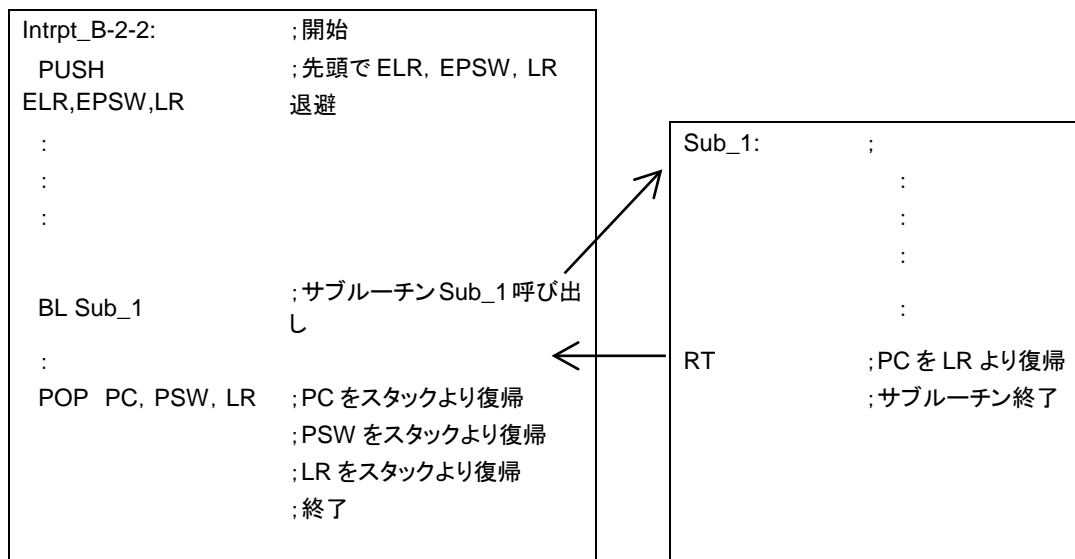 Intrpt_B-2-2: ;開始
PUSH ;先頭で ELR, EPSW, LR
ELR,EPSW,LR 退避
:
:
:
BL Sub_1 ;サブルーチン Sub_1 呼び出
し
:
POP PC, PSW, LR ;PC をスタックより復帰
;PSW をスタックより復帰
;LR をスタックより復帰
;終了
Sub_1: ;
:
:
:
:
RT ;PC を LR より復帰
;サブルーチン終了